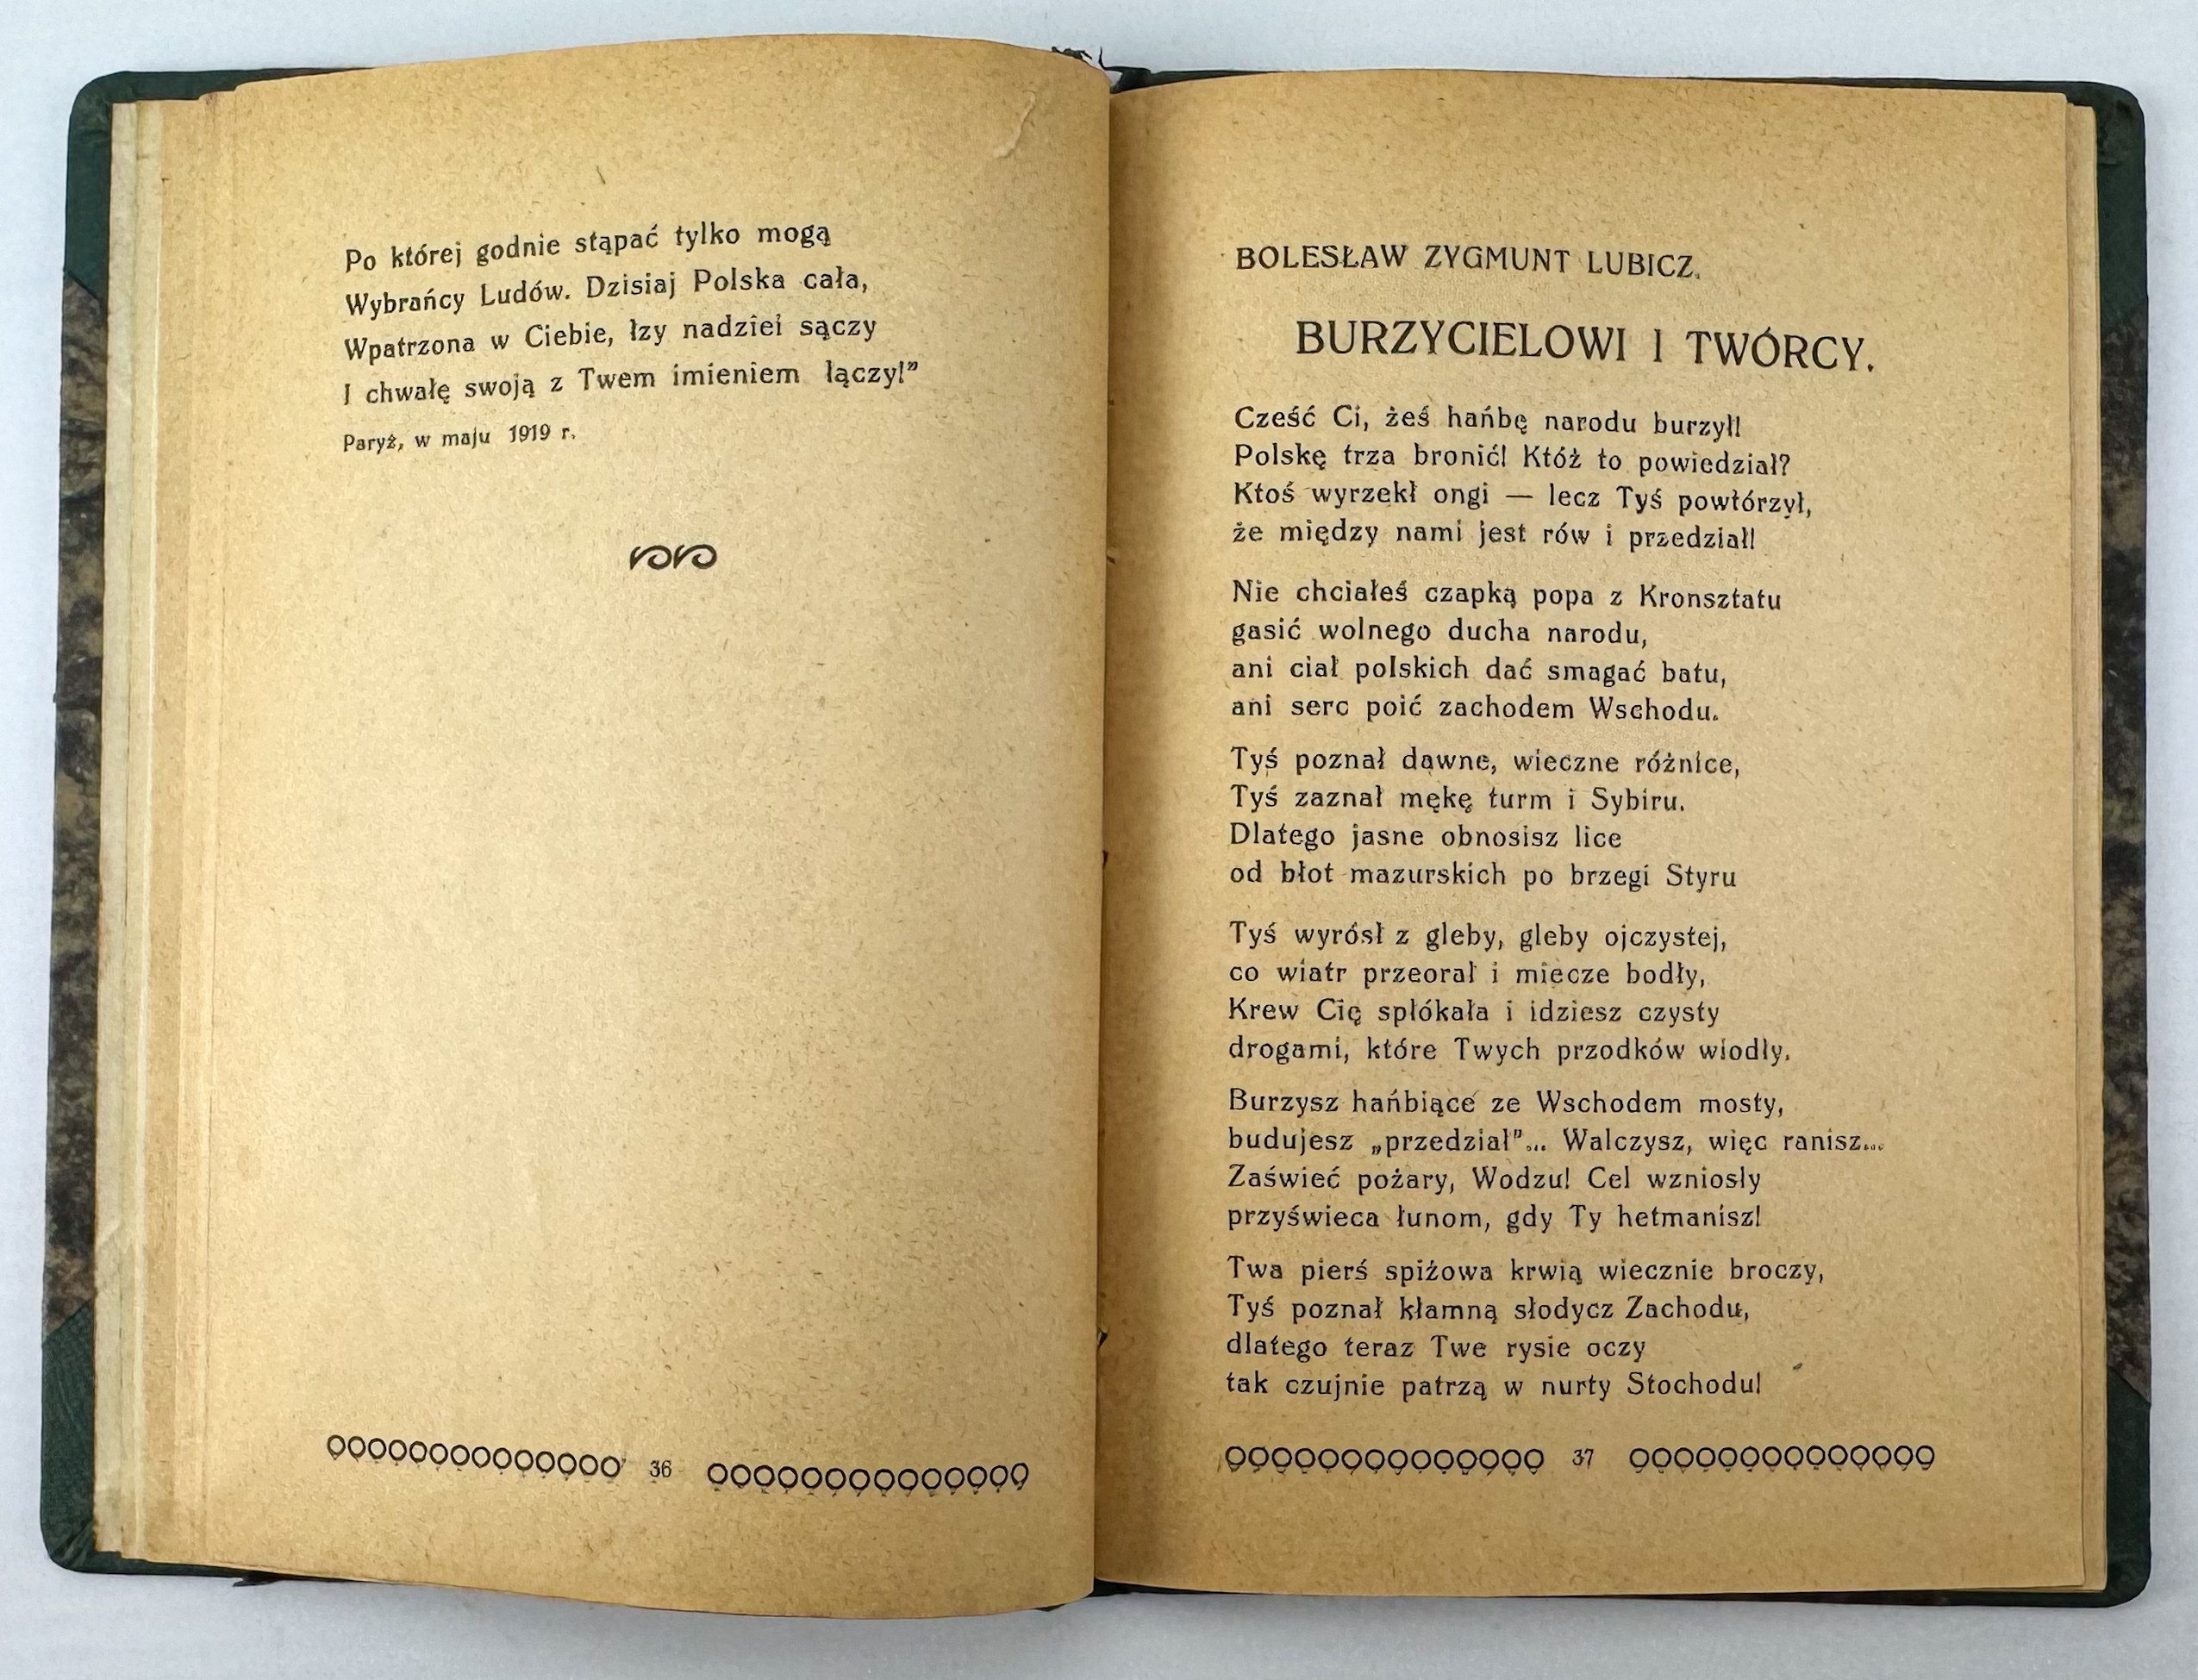 Po której godnie stąpać tylko mogą
Wybrańcy Ludów. Dzisiaj Polska cała,
Wpatrzona w Ciebie, łzy nadziei sączy
I chwałę swoją z Twem imieniem łączy!”
Paryż, w maju 1919 r.
36
BOLESŁAW ZYGMUNT LUBICZ.
BURZYCIELOWI I TWÓRCY.
Cześć Ci, żeś hańbę narodu burzył!
Polskę trza bronić! Któż to powiedział?
Ktoś wyrzekł ongi — lecz Tyś powtórzył,
że między nami jest rów i przedział!
Nie chciałeś czapką popa z Kronsztatu
gasić wolnego ducha narodu,
ani ciał polskich dać smagać batu,
ani serc poić zachodem Wschodu.
Tyś poznał dawne, wieczne różnice,
Tyś zaznał mękę turm i Sybiru.
Dlatego jasne obnosisz lice
od błot mazurskich po brzegi Styru
Tyś wyrósł z gleby, gleby ojczystej,
co wiatr przeorał i miecze bodły,
Krew Cię spłókała i idziesz czysty
drogami, które Twych przodków wiodły.
Burzysz hańbiące ze Wschodem mosty,
budujesz „przedział”... Walczysz, więc ranisz...
Zaświeć pożary, Wodzu! Cel wzniosły
przyświeca łunom, gdy Ty hetmanisz!
Twa pierś spiżowa krwią wiecznie broczy,
Tyś poznał kłamną słodycz Zachodu,
dlatego teraz Twe rysie oczy
tak czujnie patrzą w nurty Stochodu!
37